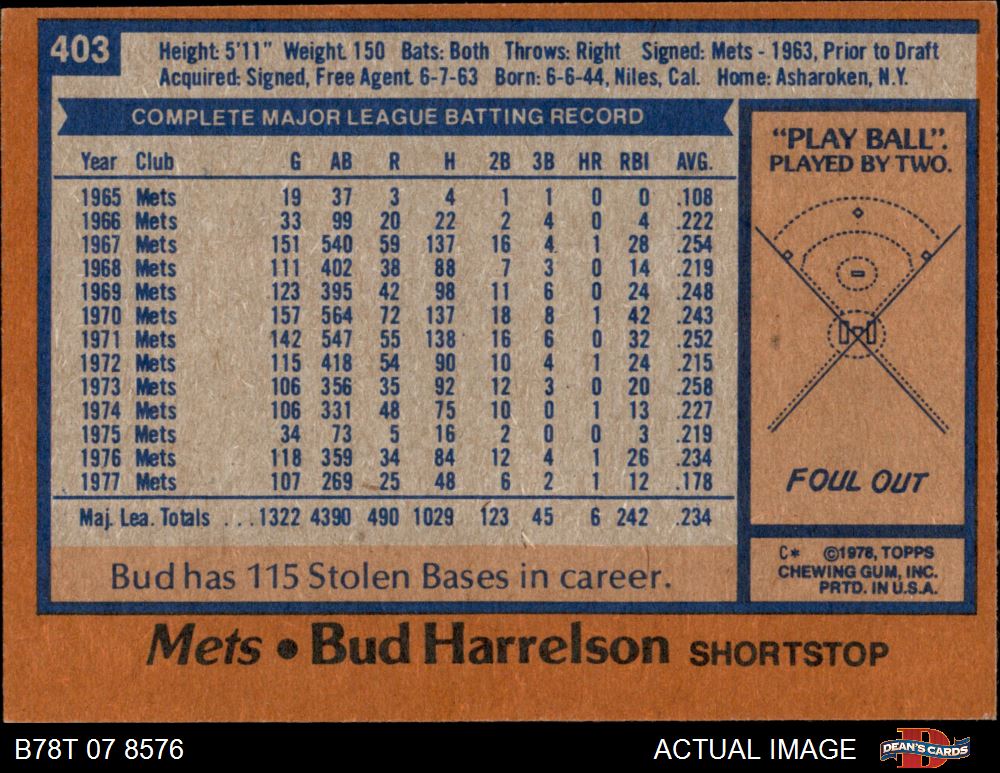 403
Height: 5'11" Weight: 150 Bats: Both Throws: Right Signed: Mets - 1963, Prior to Draft
Acquired: Signed, Free Agent 6-7-63 Born: 6-6-44, Niles, Cal. Home: Asharoken, N.Y.
COMPLETE MAJOR LEAGUE BATTING RECORD
Year Club G AB R H 2B 3B HR RBI AVG.
1965 Mets 19 37 3 4 1 1 0 0 .108
1966 Mets 33 99 20 22 2 4 0 4 .222
1967 Mets 151 540 59 137 16 4 1 28 .254
1968 Mets 111 402 38 88 7 3 0 14 .219
1969 Mets 123 395 42 98 11 6 0 24 .248
1970 Mets 157 564 72 137 18 8 1 42 .243
1971 Mets 142 547 55 138 16 6 0 32 .252
1972 Mets 115 418 54 90 10 4 1 24 .215
1973 Mets 106 356 35 92 12 3 0 20 .258
1974 Mets 106 331 48 75 10 0 1 13 .227
1975 Mets 34 73 5 16 2 0 0 3 .219
1976 Mets 118 359 34 84 12 4 1 26 .234
1977 Mets 107 269 25 48 6 2 1 12 .178
Maj. Lea. Totals ...1322 4390 490 1029 123 45 6 242 .234
Bud has 115 Stolen Bases in career.
"PLAY BALL".
PLAYED BY TWO.
FOUL OUT
C* ©1978, TOPPS
CHEWING GUM, INC.
PRTD. IN U.S.A.
Mets • Bud Harrelson SHORTSTOP
B78T 07 8576
ACTUAL IMAGE
DEAN'S CARDS